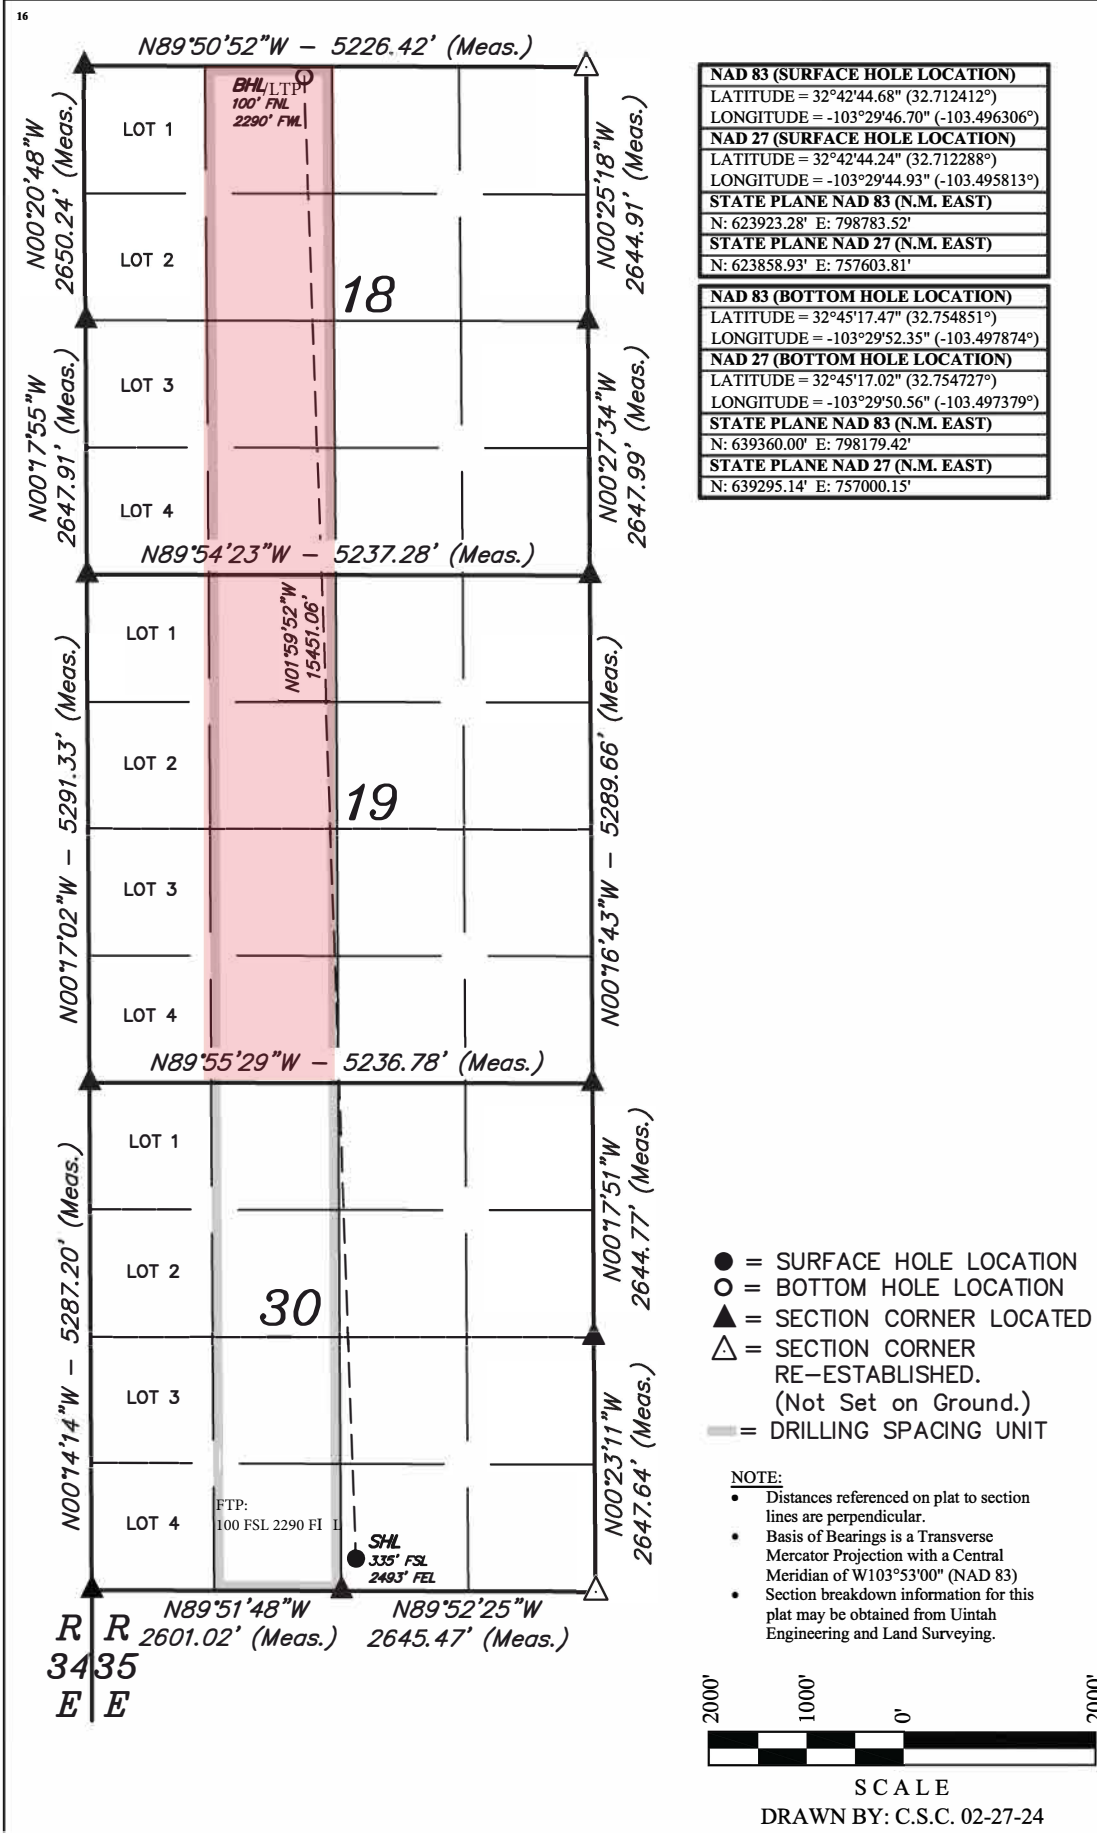 16
N89°50'52"W - 5226.42' (Meas.)
BHL/LTP
100' FNL
2290' FWL
N00°20'48"W
2650.24' (Meas.)
LOT 1
LOT 2
18
N00°25'18"W
2644.91' (Meas.)
N00°17'55"W
2647.91' (Meas.)
LOT 3
LOT 4
N00°27'34"W
2647.99' (Meas.)
N89°54'23"W - 5237.28' (Meas.)
N01°59'52"W
15451.06'
LOT 1
LOT 2
19
LOT 3
LOT 4
N00°17'02"W - 5291.33' (Meas.)
N00°16'43"W - 5289.66' (Meas.)
N89°55'29"W - 5236.78' (Meas.)
LOT 1
LOT 2
30
LOT 3
LOT 4
N00°14'14"W - 5287.20' (Meas.)
N00°17'51"W
2644.77' (Meas.)
N00°23'11"W
2647.64' (Meas.)
FTP:
100 FSL 2290
SHL
335' FSL
2493' FEL
N89°51'48"W
2601.02' (Meas.)
N89°52'25"W
2645.47' (Meas.)
R R
34 35
E E
NAD 83 (SURFACE HOLE LOCATION)
LATITUDE = 32°42'44.68" (32.712412°)
LONGITUDE = -103°29'46.70" (-103.496306°)
NAD 27 (SURFACE HOLE LOCATION)
LATITUDE = 32°42'44.24" (32.712288°)
LONGITUDE = -103°29'44.93" (-103.495813°)
STATE PLANE NAD 83 (N.M. EAST)
N: 623923.28' E: 798783.52'
STATE PLANE NAD 27 (N.M. EAST)
N: 623858.93' E: 757603.81'
NAD 83 (BOTTOM HOLE LOCATION)
LATITUDE = 32°45'17.47" (32.754851°)
LONGITUDE = -103°29'52.35" (-103.497874°)
NAD 27 (BOTTOM HOLE LOCATION)
LATITUDE = 32°45'17.02" (32.754727°)
LONGITUDE = -103°29'50.56" (-103.497379°)
STATE PLANE NAD 83 (N.M. EAST)
N: 639360.00' E: 798179.42'
STATE PLANE NAD 27 (N.M. EAST)
N: 639295.14' E: 757000.15'
= SURFACE HOLE LOCATION
= BOTTOM HOLE LOCATION
= SECTION CORNER LOCATED
= SECTION CORNER
RE-ESTABLISHED.
(Not Set on Ground.)
= DRILLING SPACING UNIT
NOTE:
• Distances referenced on plat to section
lines are perpendicular.
• Basis of Bearings is a Transverse
Mercator Projection with a Central
Meridian of W103°53'00" (NAD 83)
• Section breakdown information for this
plat may be obtained from Uintah
Engineering and Land Surveying.
2000' 1000' 0' 2000'
SCALE
DRAWN BY: C.S.C. 02-27-24